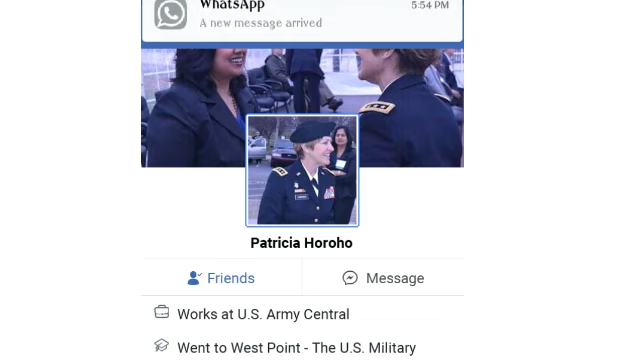 WhatsApp
5:54 PM
A new message arrived
Patricia Horoho
Friends
Message
Works at U.S. Army Central
Went to West Point - The U.S. Military